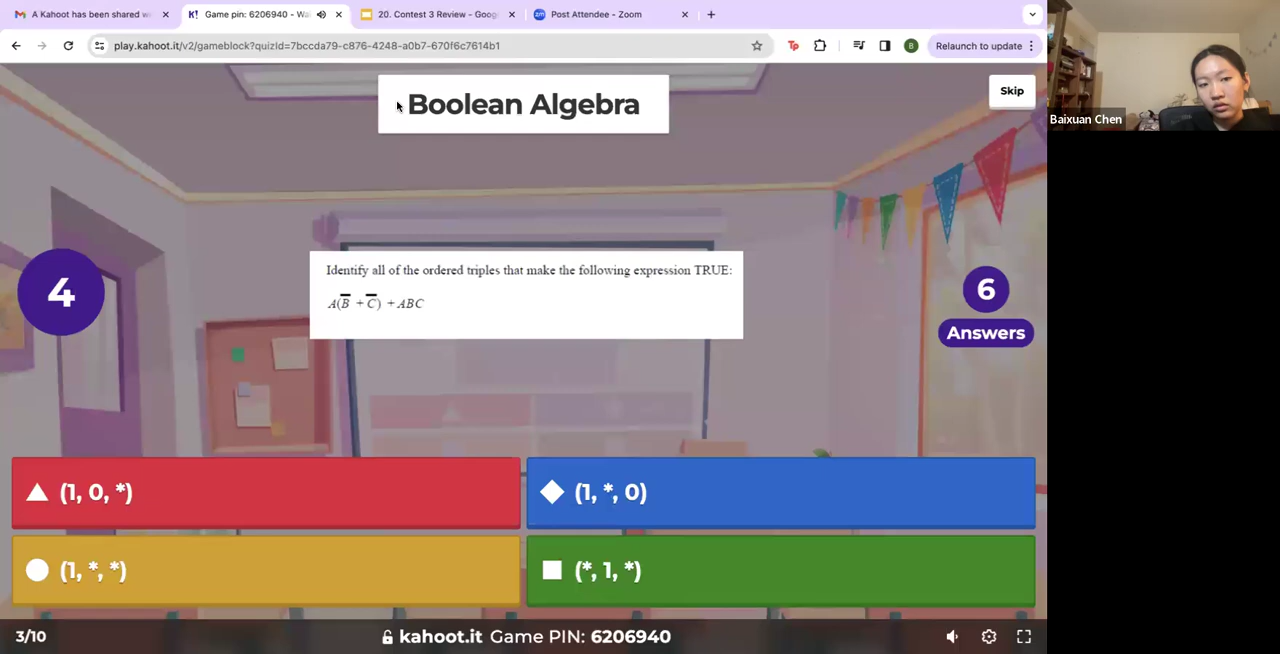 A Kahoot has been shared w
Game pin: 6206940 - Wa
20. Contest 3 Review - Goog
Post Attendee - Zoom
play.kahoot.it/v2/gameblock?quizId=7bccda79-c876-4248-a0b7-670f6c7614b1
B
Relaunch to update
Boolean Algebra
Skip
Baixuan Chen
Identify all of the ordered triples that make the following expression TRUE:
A(B̅ + C̅) + ABC
4
6
Answers
(1, 0, *)
(1, *, 0)
(1, *, *)
(*, 1, *)
3/10
kahoot.it Game PIN: 6206940